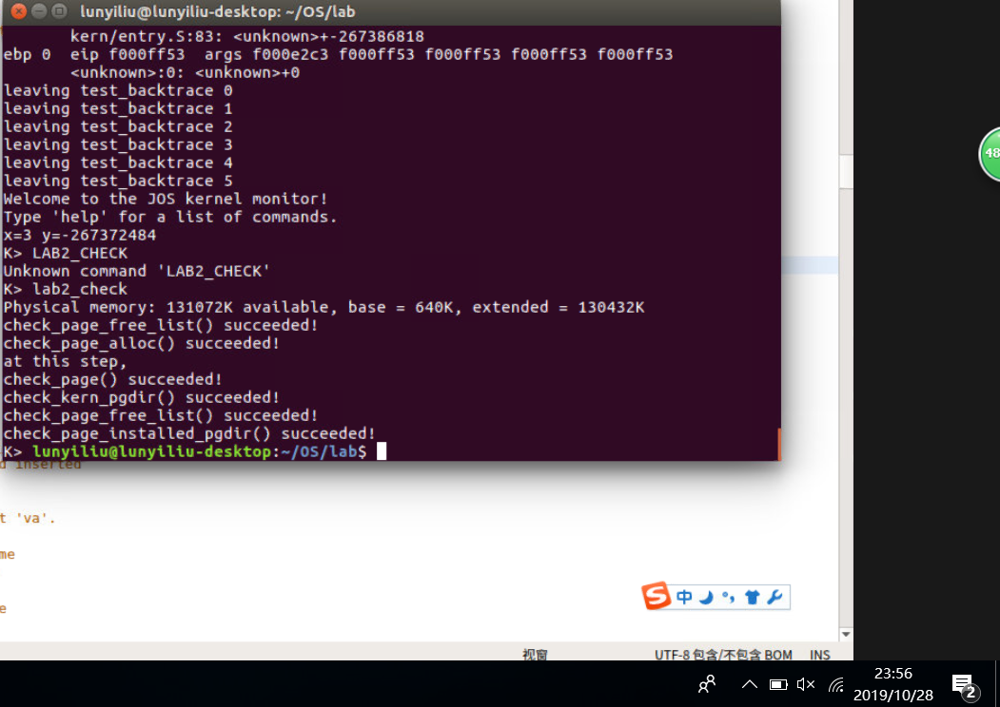 lunyiliu@lunyiliu-desktop: ~/OS/lab
kern/entry.S:83: <unknown>+-267386818
ebp 0  eip f000ff53  args f000e2c3 f000ff53 f000ff53 f000ff53 f000ff53
<unknown>:0: <unknown>+0
leaving test_backtrace 0
leaving test_backtrace 1
leaving test_backtrace 2
leaving test_backtrace 3
leaving test_backtrace 4
leaving test_backtrace 5
Welcome to the JOS kernel monitor!
Type 'help' for a list of commands.
x=3 y=-267372484
K> LAB2_CHECK
Unknown command 'LAB2_CHECK'
K> lab2_check
Physical memory: 131072K available, base = 640K, extended = 130432K
check_page_free_list() succeeded!
check_page_alloc() succeeded!
at this step,
check_page() succeeded!
check_kern_pgdir() succeeded!
check_page_free_list() succeeded!
check_page_installed_pgdir() succeeded!
K> lunyiliu@lunyiliu-desktop:~/OS/lab$
d inserted
t 'va'.
me
e
48
S 中
视窗 UTF-8 包含/不包含 BOM INS
23:56
2019/10/28
2